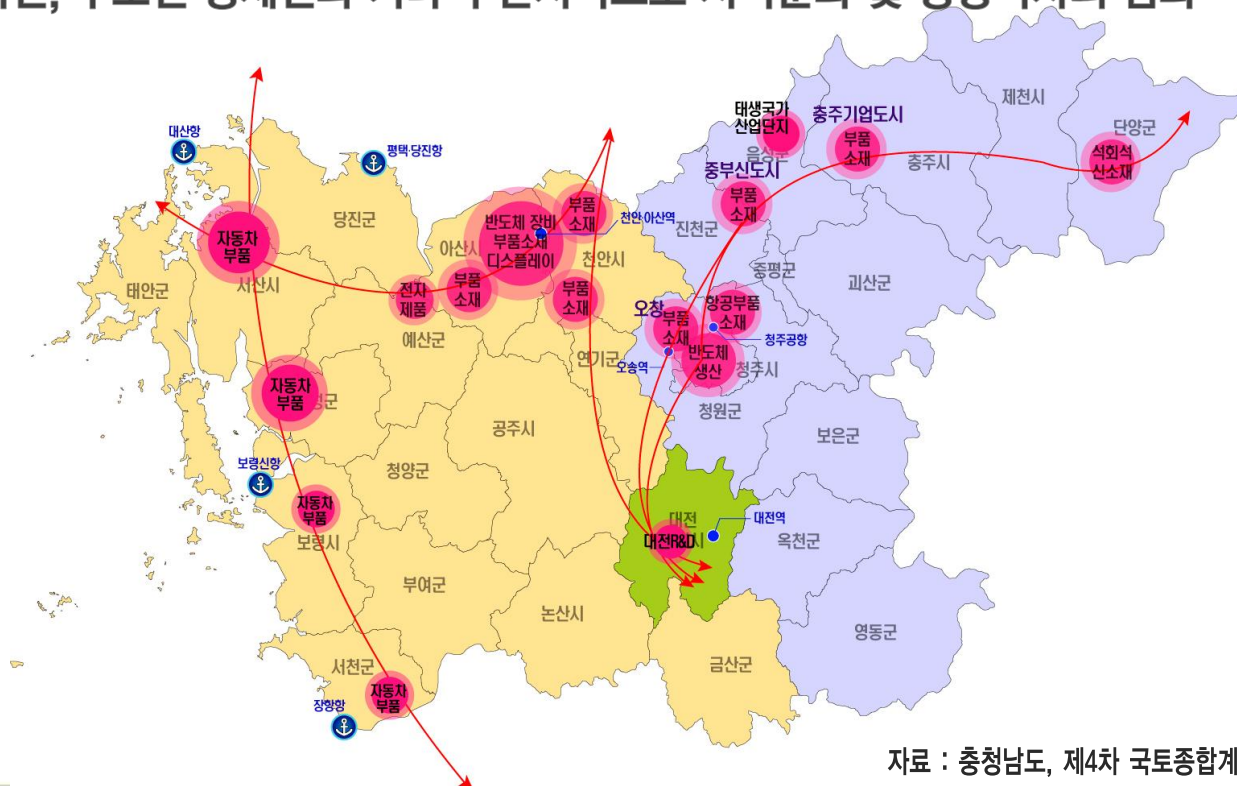 대산항
평택·당진항
당진군
자동차
부품
서산시
태안군
아산시
반도체 장비
부품소재
디스플레이
부품
소재
천안 아산역
천안시
전자
제품
부품
소재
부품
소재
예산군
연기군
자동차
부품
공주시
청양군
보령신항
자동차
부품
보령시
부여군
논산시
서천군
자동차
부품
장항항
금산군
태생국가
산업단지
음성군
충주기업도시
부품
소재
충주시
제천시
단양군
석회석
신소재
중부신도시
부품
소재
진천군
증평군
괴산군
오창
부품
소재
항공부품
소재
청주공항
오송역
반도체
생산
청주시
청원군
보은군
대전
대전R&D
시
대전역
옥천군
영동군
자료 : 충청남도, 제4차 국토종합계